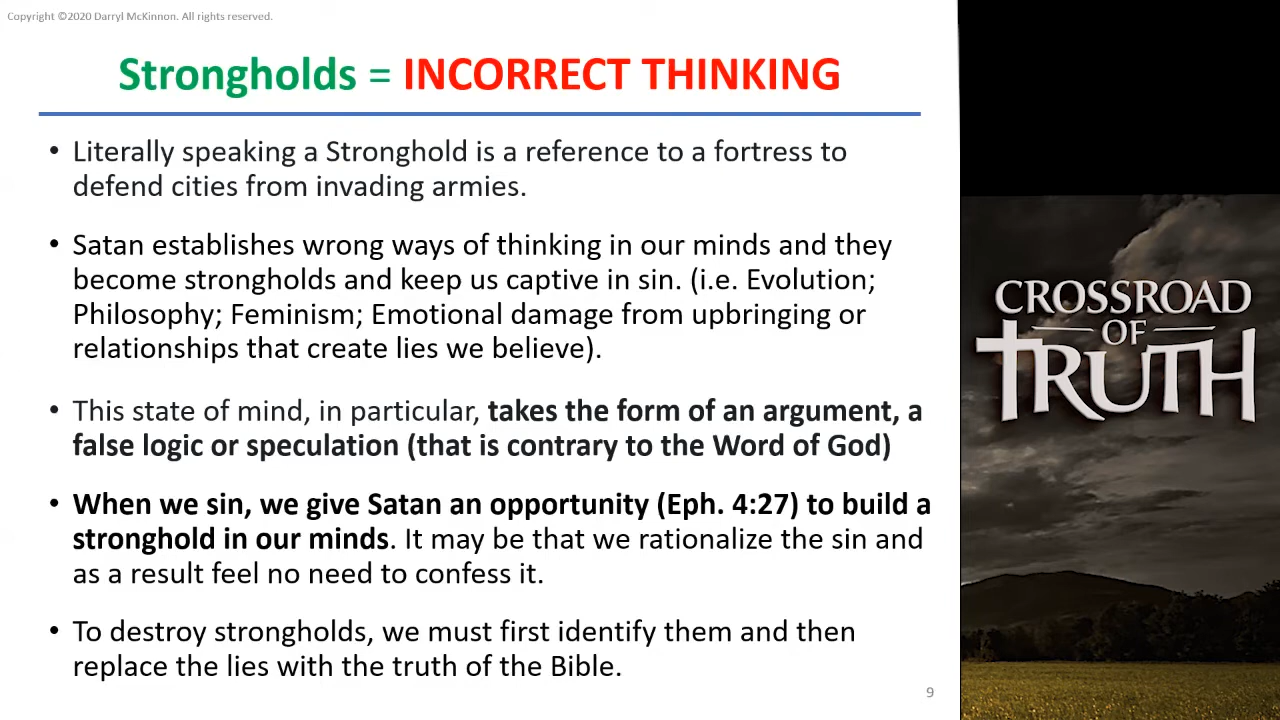 Copyright ©2020 Darryl McKinnon. All rights reserved.
Strongholds = INCORRECT THINKING
• Literally speaking a Stronghold is a reference to a fortress to
defend cities from invading armies.
• Satan establishes wrong ways of thinking in our minds and they
become strongholds and keep us captive in sin. (i.e. Evolution;
Philosophy; Feminism; Emotional damage from upbringing or
relationships that create lies we believe).
• This state of mind, in particular, takes the form of an argument, a
false logic or speculation (that is contrary to the Word of God)
• When we sin, we give Satan an opportunity (Eph. 4:27) to build a
stronghold in our minds. It may be that we rationalize the sin and
as a result feel no need to confess it.
• To destroy strongholds, we must first identify them and then
replace the lies with the truth of the Bible.
9
CROSSROAD
OF
TRUTH